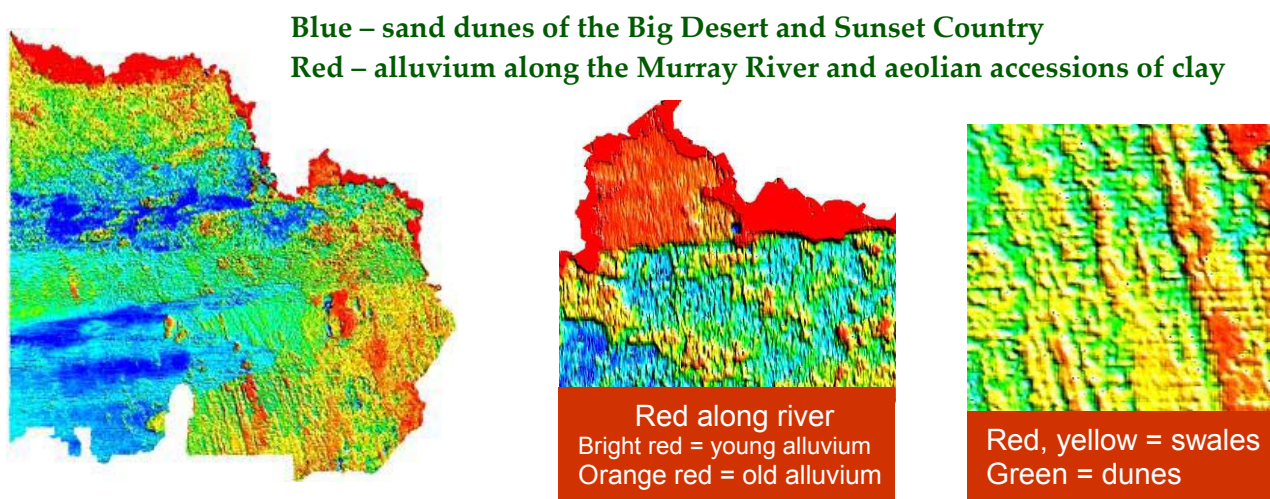 Blue – sand dunes of the Big Desert and Sunset Country
Red – alluvium along the Murray River and aeolian accessions of clay
Red along river
Bright red = young alluvium
Orange red = old alluvium
Red, yellow = swales
Green = dunes